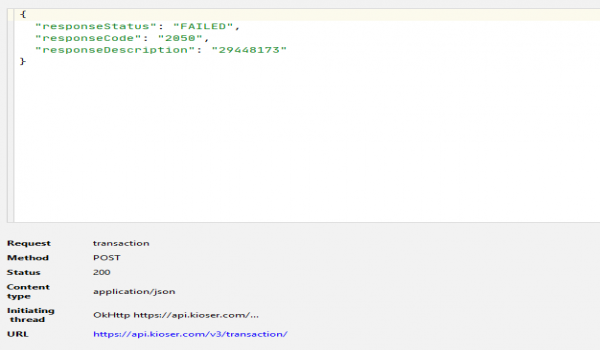 {
"responseStatus": "FAILED",
"responseCode": "2050",
"responseDescription": "29448173"
}
Request transaction
Method POST
Status 200
Content type application/json
Initiating thread OkHttp https://api.kioser.com/...
URL https://api.kioser.com/v3/transaction/